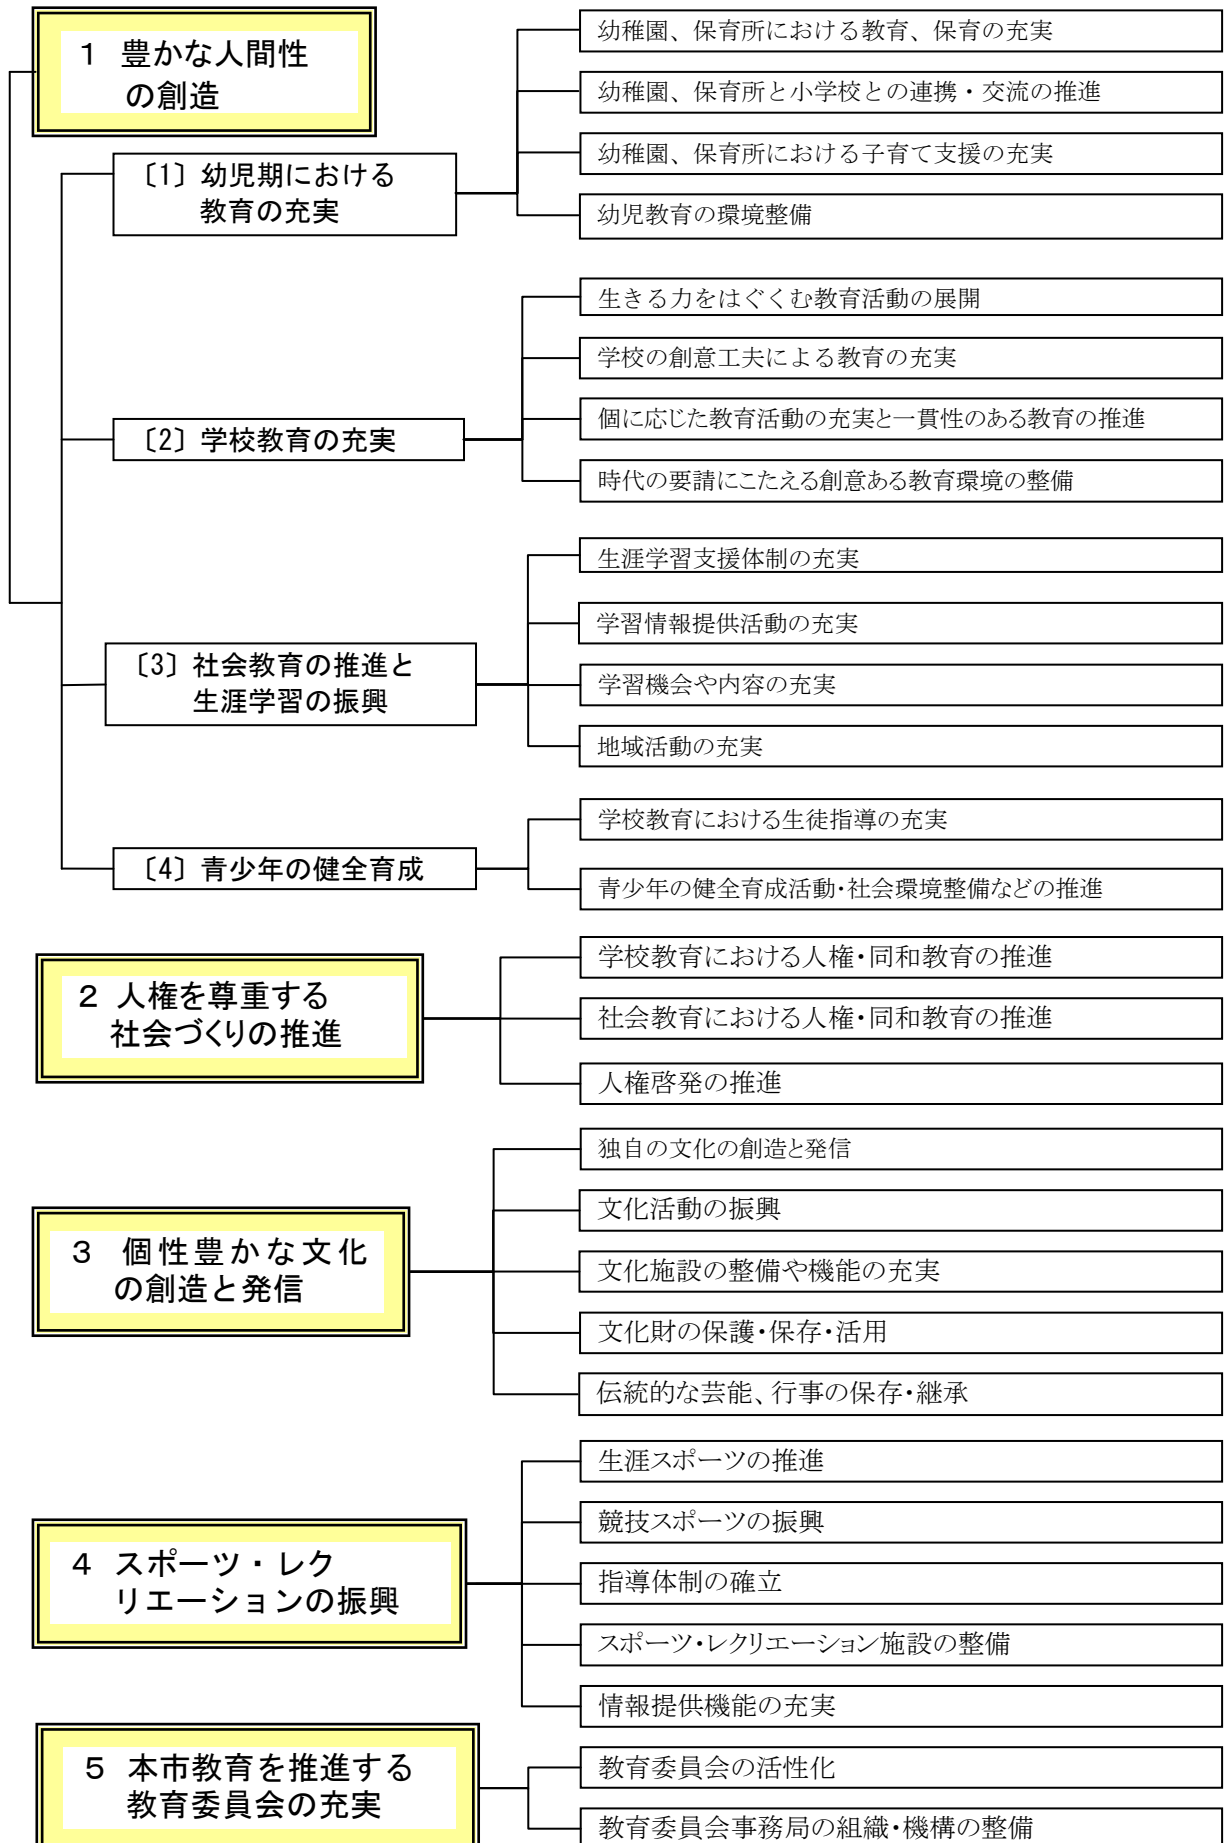 1 豊かな人間性
の創造
幼稚園、保育所における教育、保育の充実
幼稚園、保育所と小学校との連携・交流の推進
〔1〕幼児期における
教育の充実
幼稚園、保育所における子育て支援の充実
幼児教育の環境整備
生きる力をはぐくむ教育活動の展開
学校の創意工夫による教育の充実
〔2〕学校教育の充実
個に応じた教育活動の充実と一貫性のある教育の推進
時代の要請にこたえる創意ある教育環境の整備
生涯学習支援体制の充実
学習情報提供活動の充実
〔3〕社会教育の推進と
生涯学習の振興
学習機会や内容の充実
地域活動の充実
学校教育における生徒指導の充実
〔4〕青少年の健全育成
青少年の健全育成活動・社会環境整備などの推進
2 人権を尊重する
社会づくりの推進
学校教育における人権・同和教育の推進
社会教育における人権・同和教育の推進
人権啓発の推進
3 個性豊かな文化
の創造と発信
独自の文化の創造と発信
文化活動の振興
文化施設の整備や機能の充実
文化財の保護・保存・活用
伝統的な芸能、行事の保存・継承
4 スポーツ・レク
リエーションの振興
生涯スポーツの推進
競技スポーツの振興
指導体制の確立
スポーツ・レクリエーション施設の整備
情報提供機能の充実
5 本市教育を推進する
教育委員会の充実
教育委員会の活性化
教育委員会事務局の組織・機構の整備